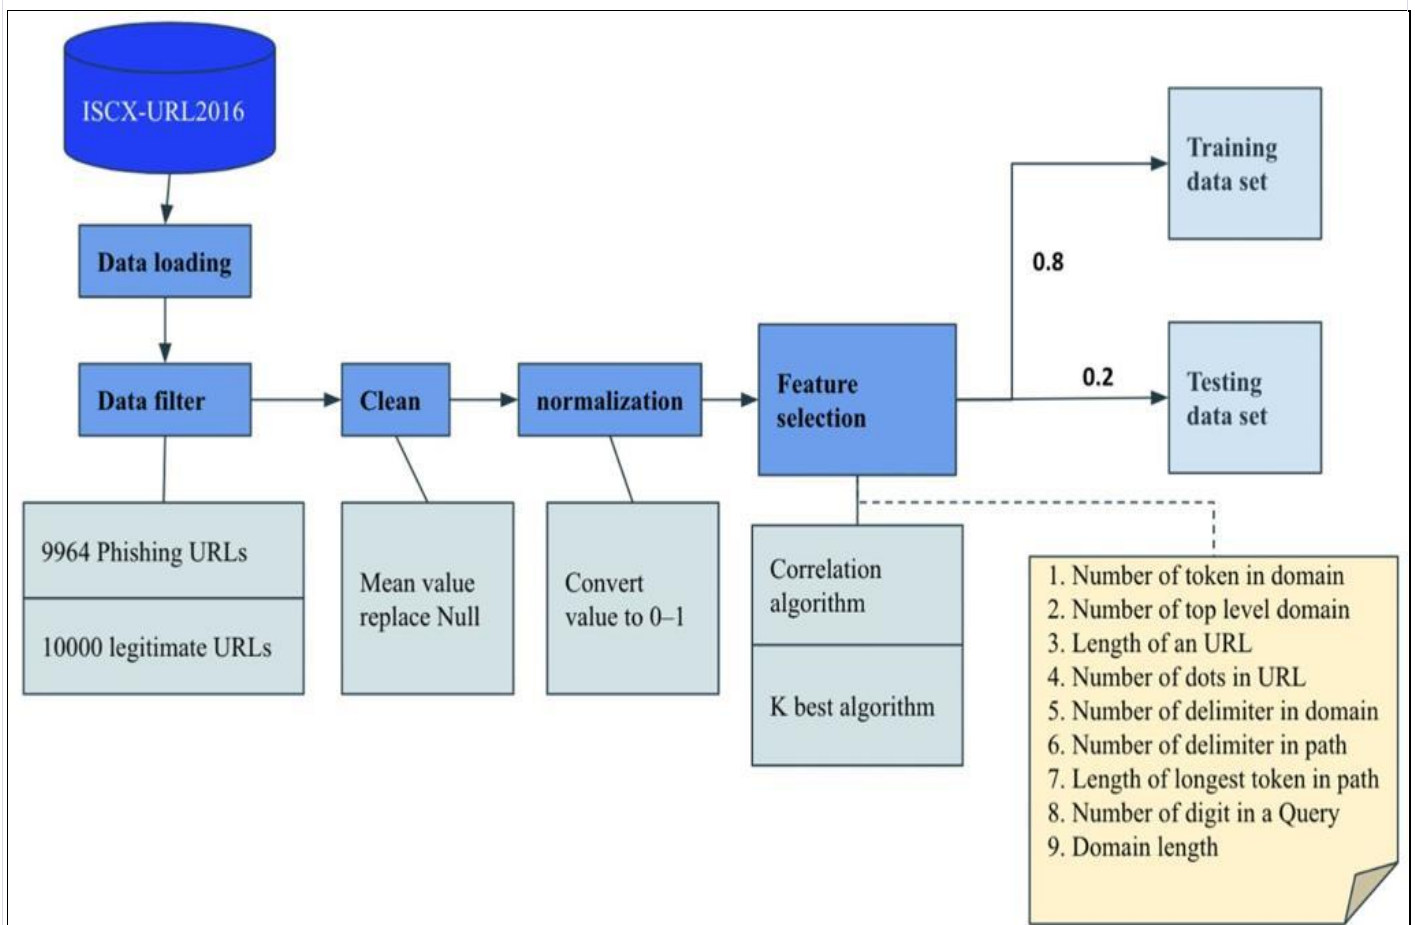 ISCX-URL2016
Data loading
Data filter
9964 Phishing URLs
10000 legitimate URLs
Clean
Mean value
replace Null
normalization
Convert
value to 0–1
Feature
selection
Correlation
algorithm
K best algorithm
0.8
0.2
Training
data set
Testing
data set
1. Number of token in domain
2. Number of top level domain
3. Length of an URL
4. Number of dots in URL
5. Number of delimiter in domain
6. Number of delimiter in path
7. Length of longest token in path
8. Number of digit in a Query
9. Domain length